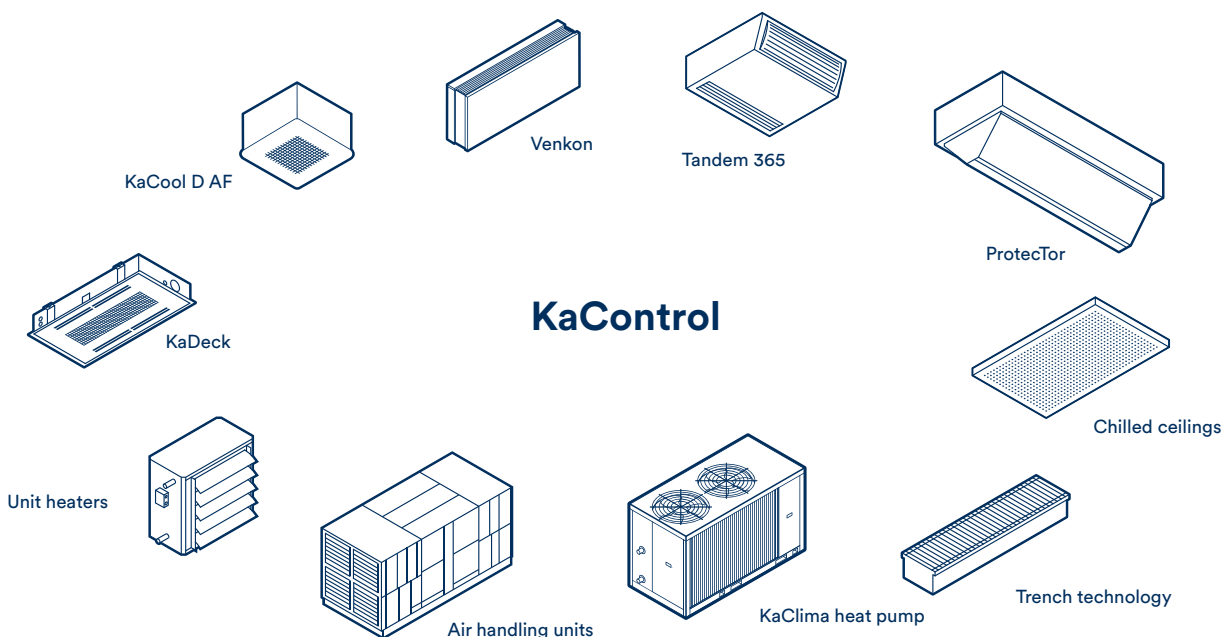 Venkon
Tandem 365
KaCool D AF
ProtecTor
KaControl
KaDeck
Chilled ceilings
Unit heaters
Trench technology
KaClima heat pump
Air handling units